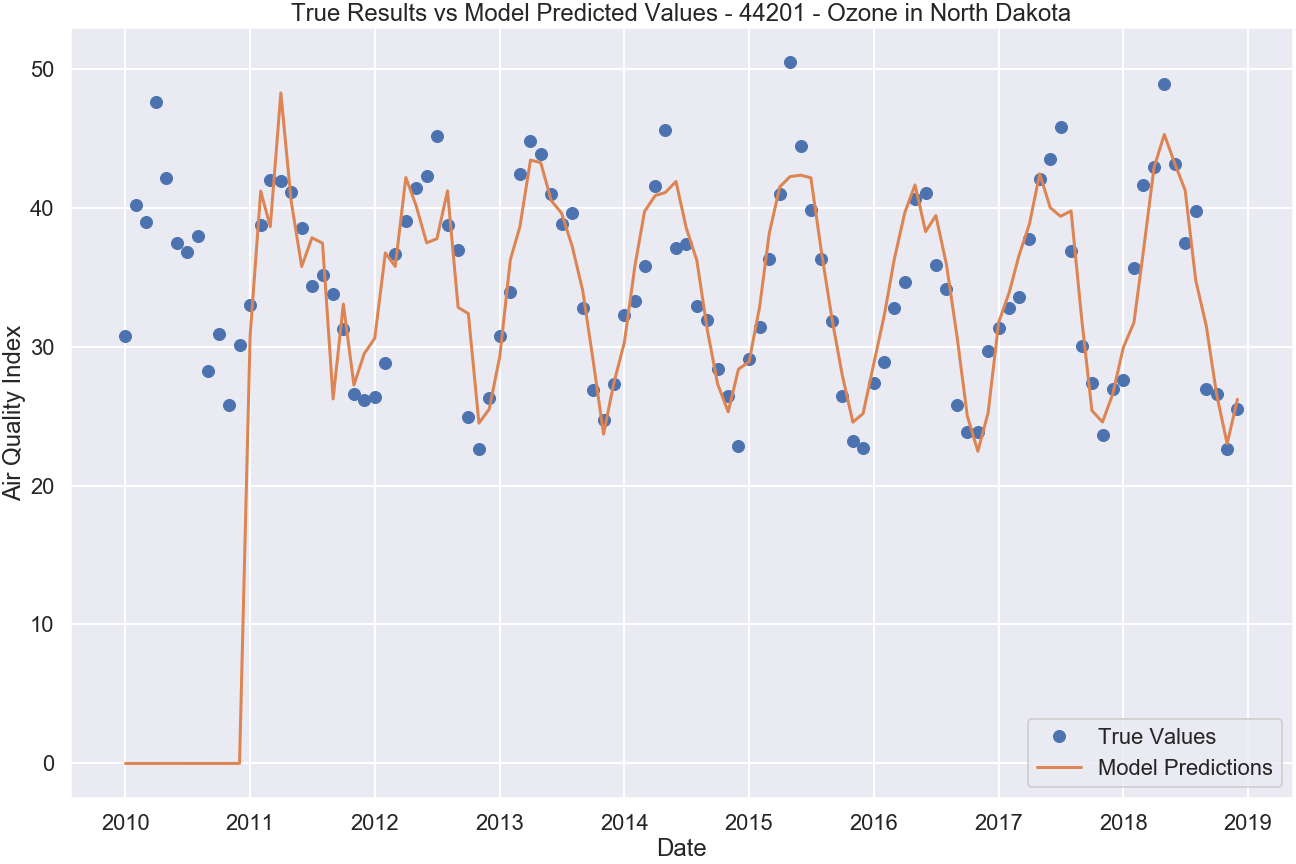 True Results vs Model Predicted Values - 44201 - Ozone in North Dakota
50
40
30
20
10
0
Air Quality Index
True Values
Model Predictions
2010 2011 2012 2013 2014 2015 2016 2017 2018 2019
Date